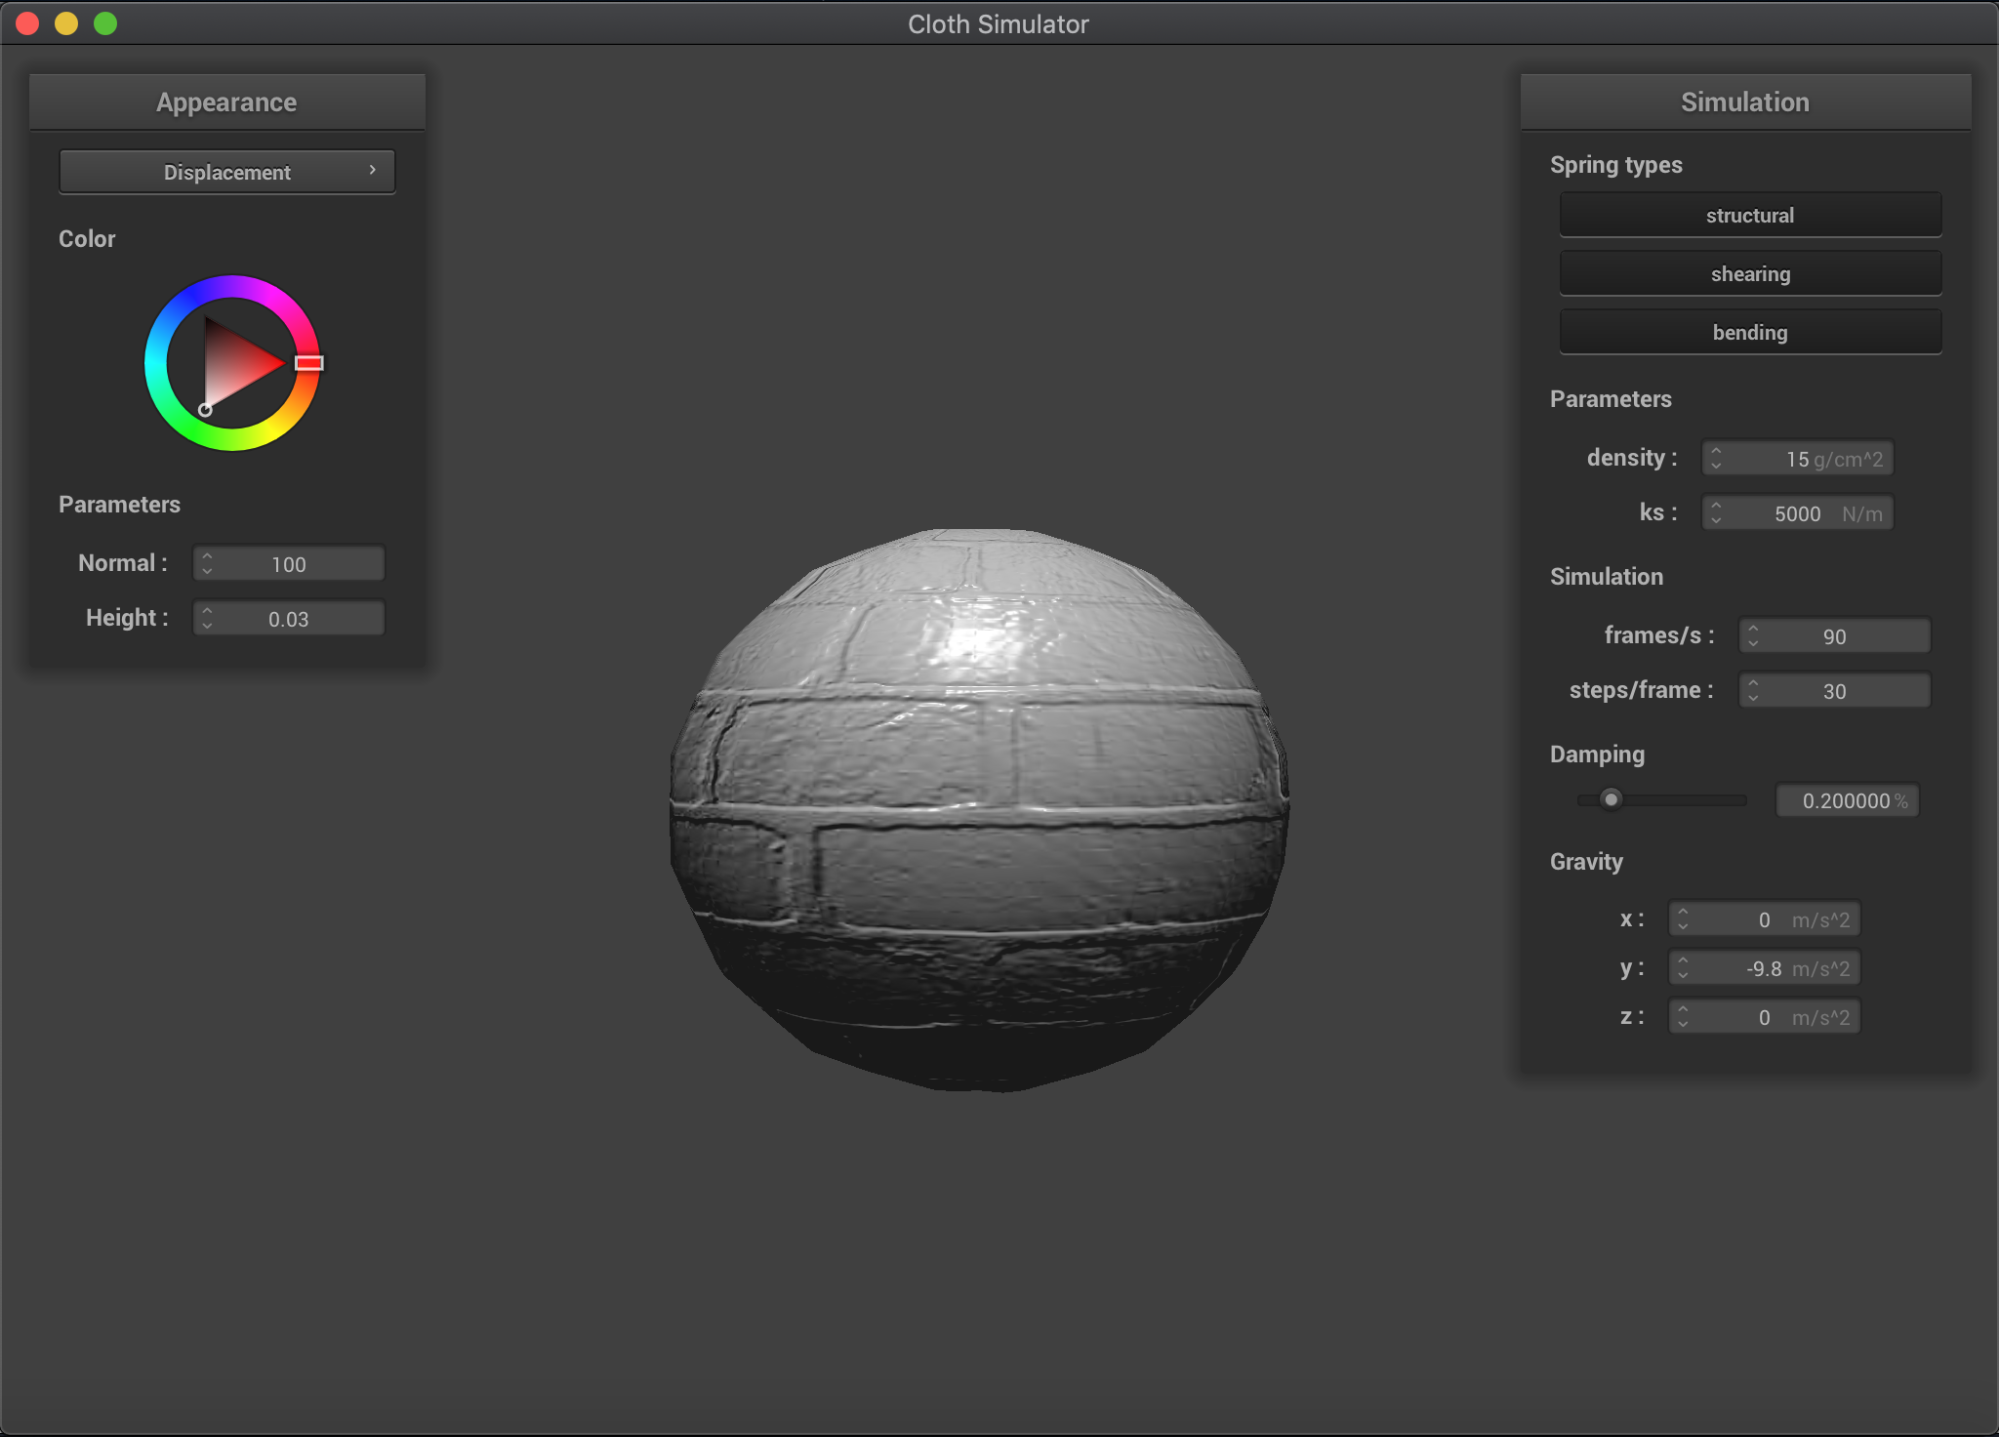 Cloth Simulator
Appearance
Displacement
Color
Parameters
Normal : 100
Height : 0.03
Simulation
Spring types
structural
shearing
bending
Parameters
density : 15 g/cm^2
ks : 5000 N/m
Simulation
frames/s : 90
steps/frame : 30
Damping
0.200000 %
Gravity
x : 0 m/s^2
y : -9.8 m/s^2
z : 0 m/s^2